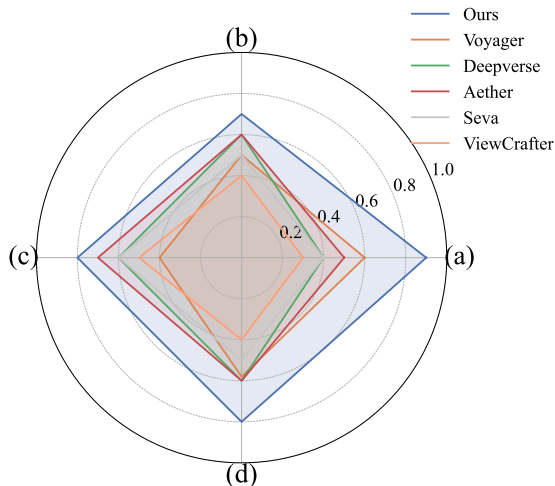 Ours
Voyager
Deepverse
Aether
Seva
ViewCrafter
(b)
1.0
0.8
0.6
0.4
0.2
(c)
(a)
(d)